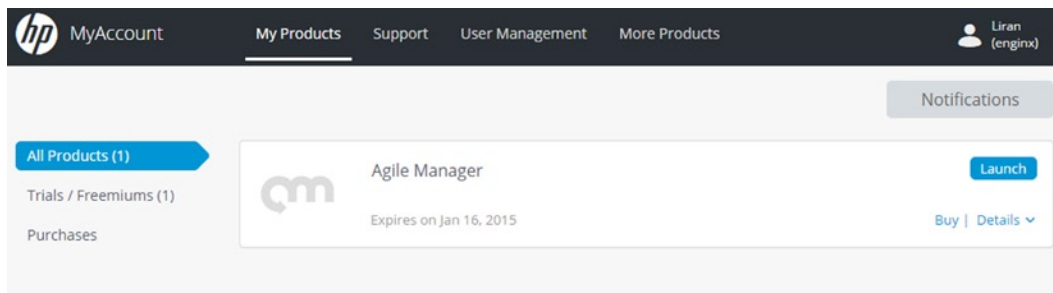 hp MyAccount My Products Support User Management More Products Liran
(enginx)
Notifications
All Products (1)
Trials / Freemiums (1)
Purchases
am
Agile Manager
Launch
Expires on Jan 16, 2015
Buy | Details